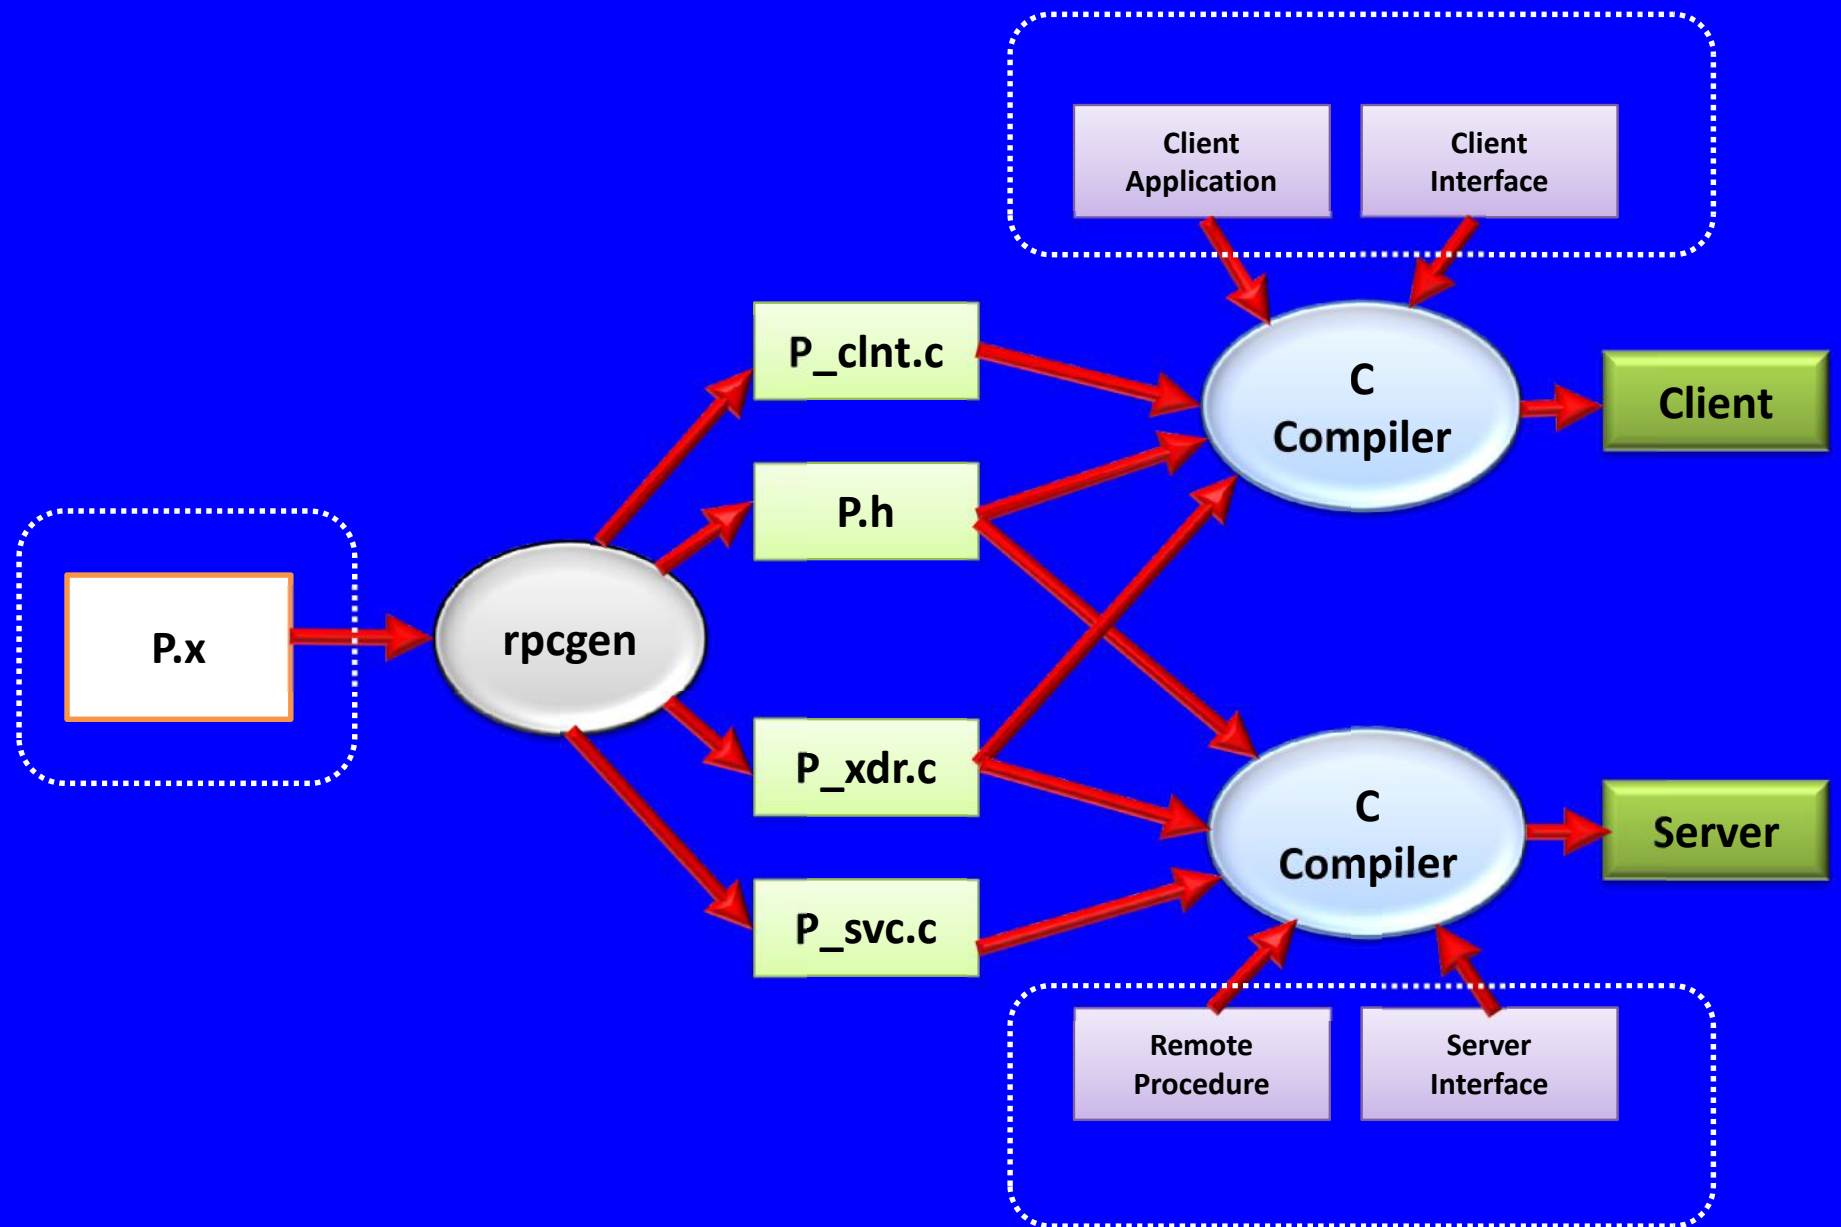 Client
Application
Client
Interface
P_clnt.c
C
Compiler
Client
P.h
P.x
rpcgen
P_xdr.c
C
Compiler
Server
P_svc.c
Remote
Procedure
Server
Interface